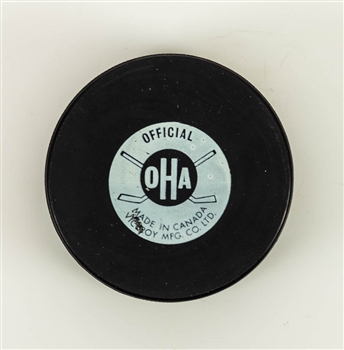 OFFICIAL
OHA
MADE IN CANADA
VICEROY MFG. CO. LTD.